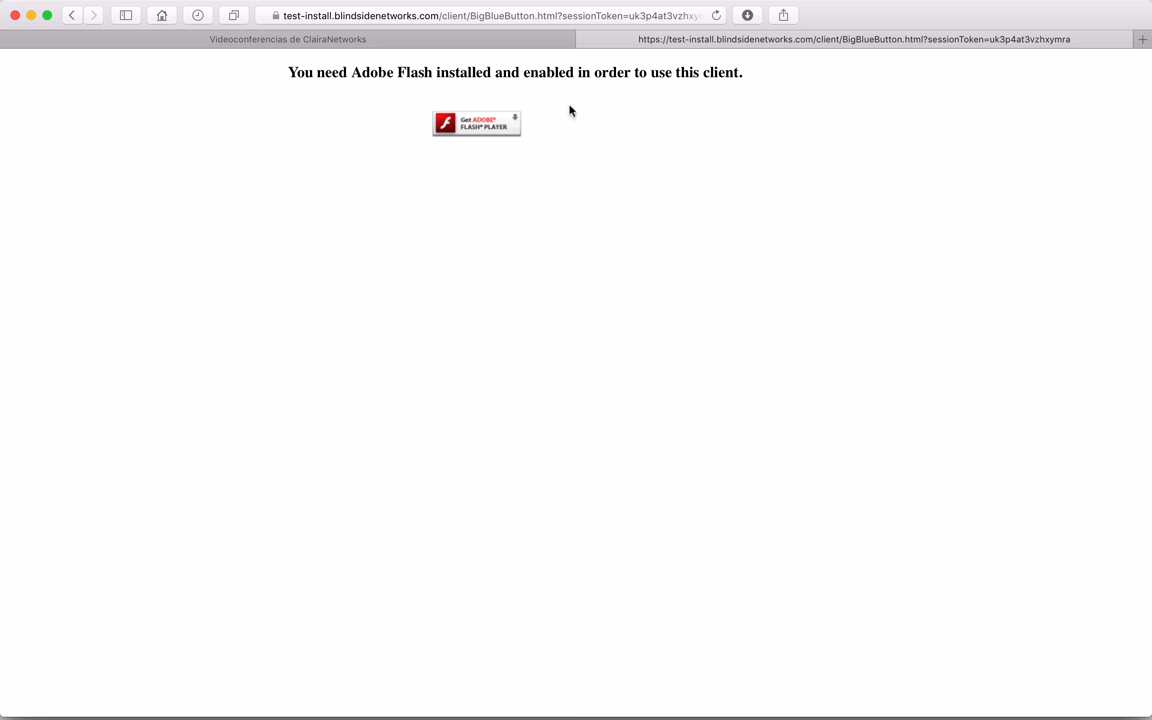 test-install.blindsidenetworks.com/client/BigBlueButton.html?sessionToken=uk3p4at3vzhxy
Videoconferencias de ClairaNetworks
https://test-install.blindsidenetworks.com/client/BigBlueButton.html?sessionToken=uk3p4at3vzhxymra
You need Adobe Flash installed and enabled in order to use this client.
Get ADOBE®
FLASH® PLAYER